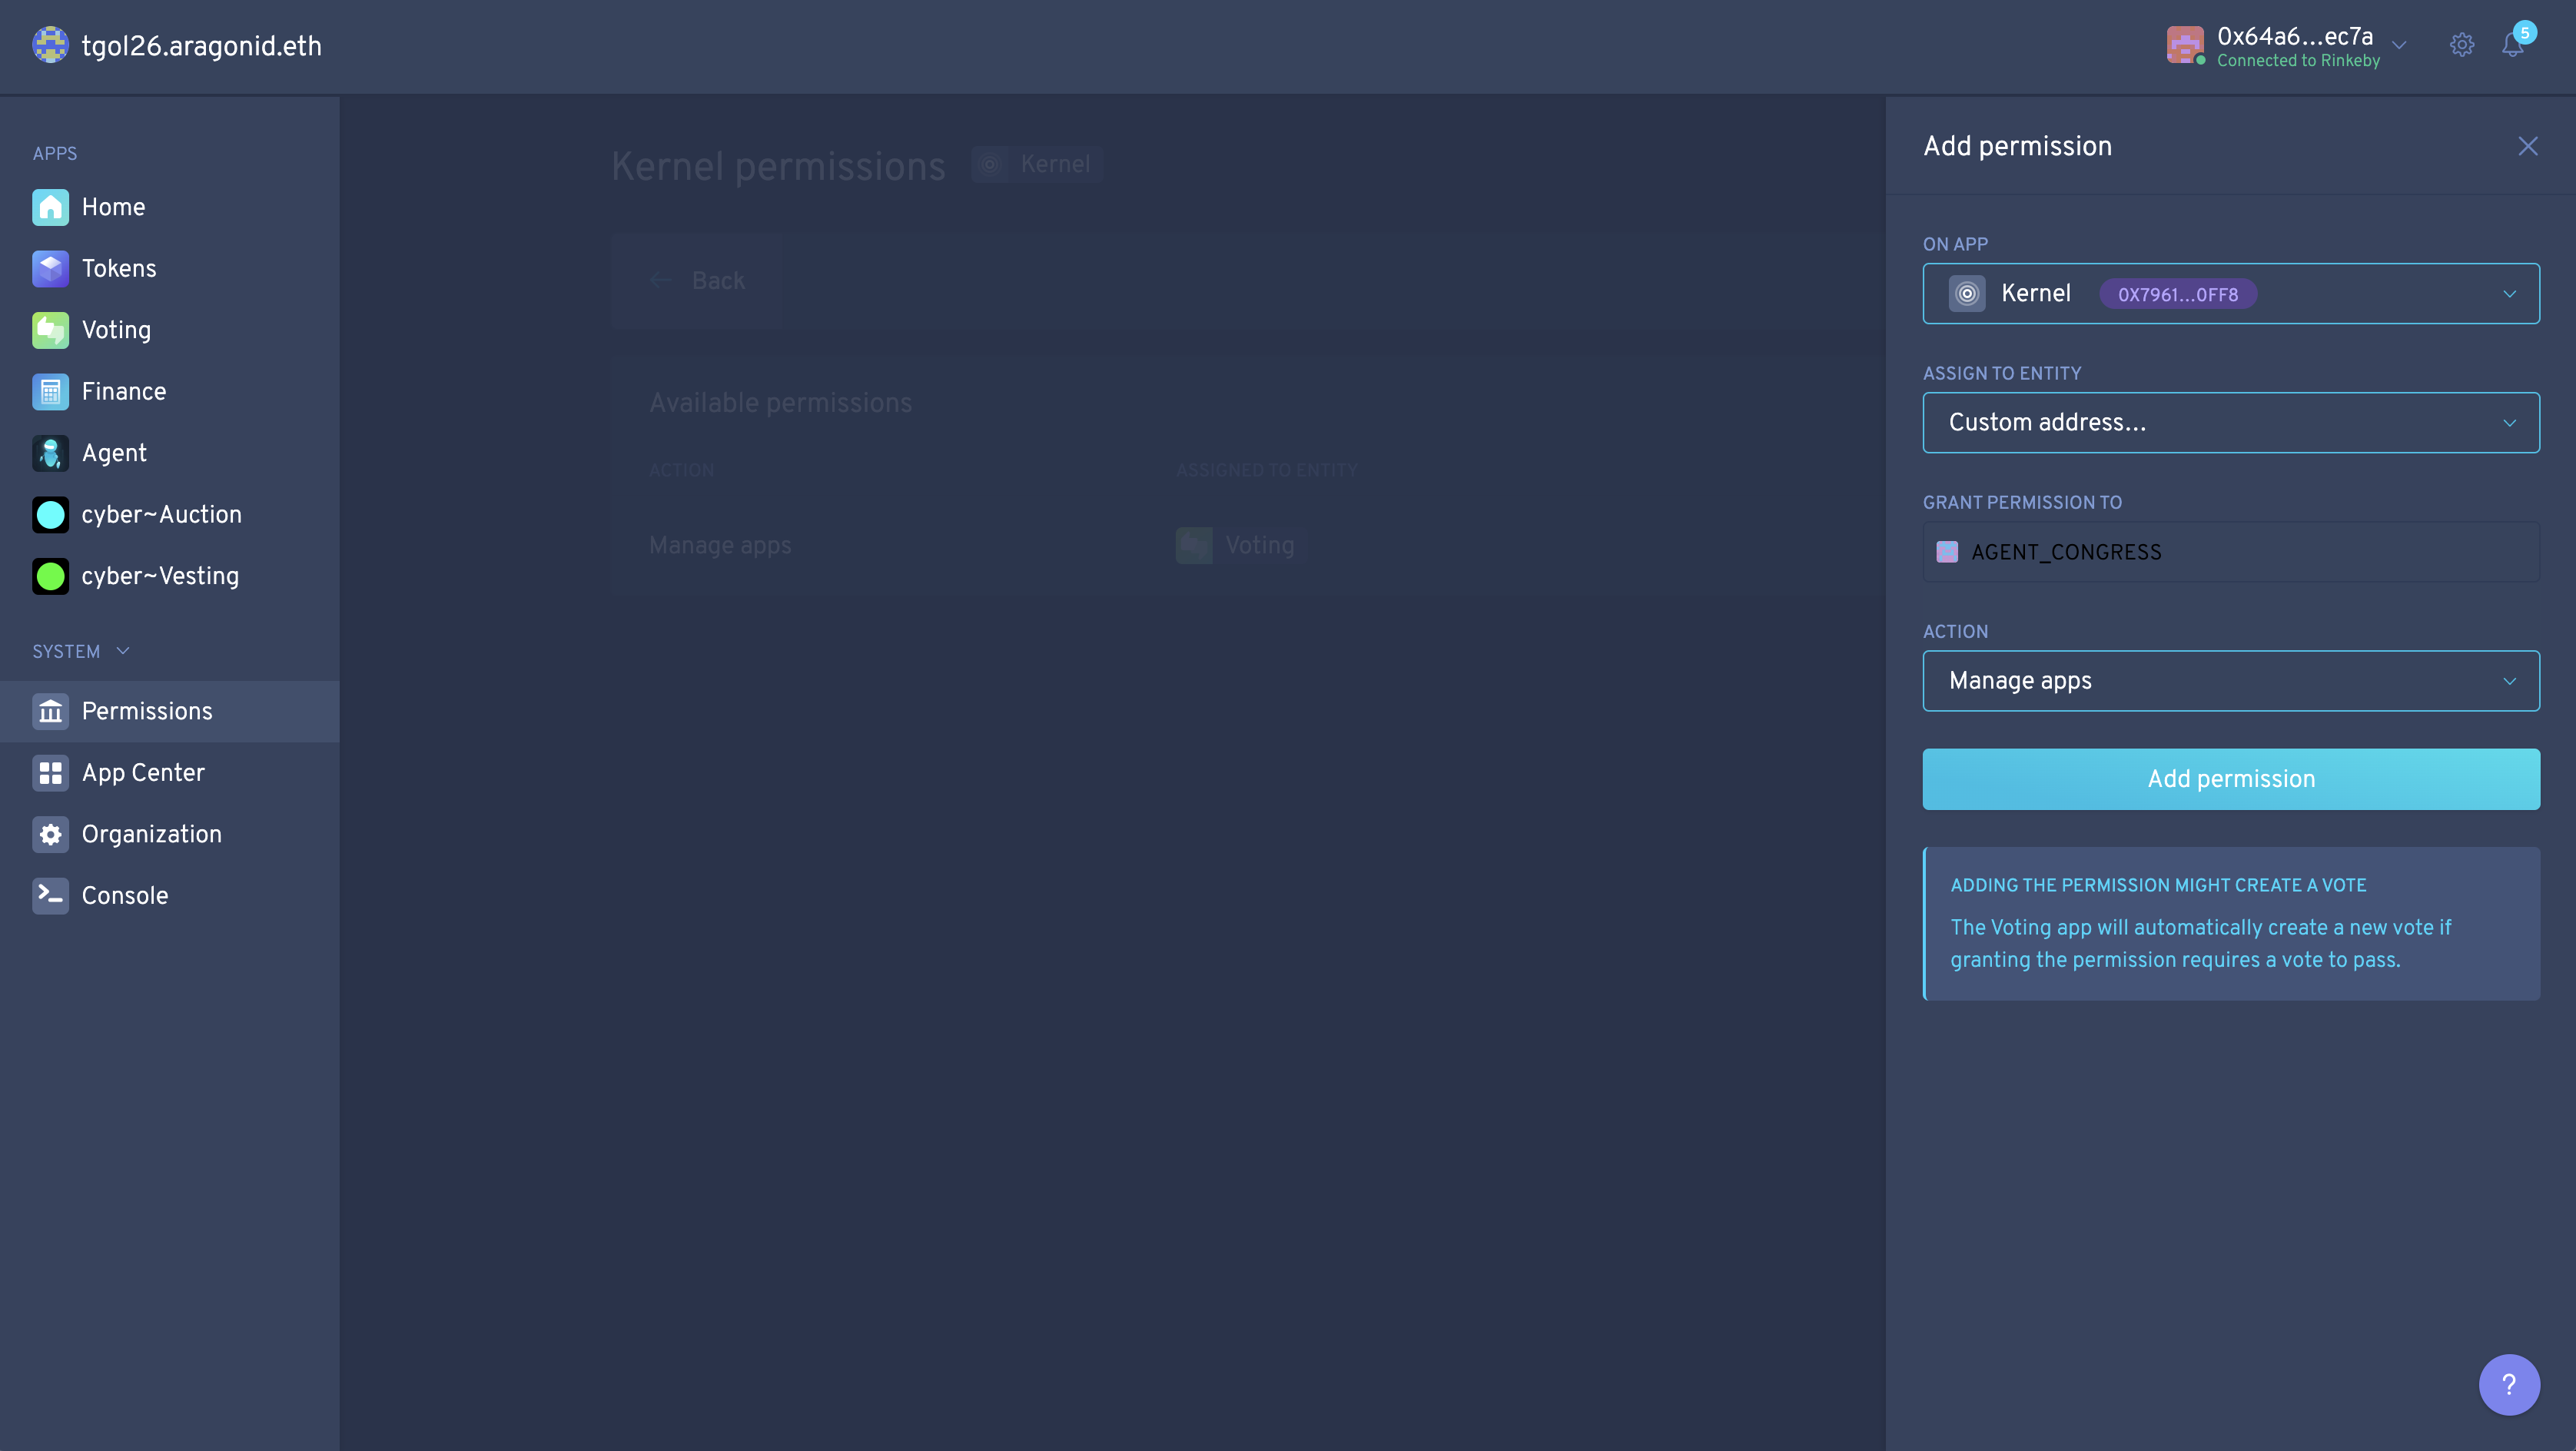 tgol26.aragonid.eth
0x64a6...ec7a
Connected to Rinkeby
5
APPS
Home
Tokens
Voting
Finance
Agent
cyber~Auction
cyber~Vesting
SYSTEM
Permissions
App Center
Organization
Console
Kernel permissions
Kernel
Back
Available permissions
ACTION
ASSIGNED TO ENTITY
Manage apps
Voting
Add permission
ON APP
Kernel
0X7961...0FF8
ASSIGN TO ENTITY
Custom address...
GRANT PERMISSION TO
AGENT_CONGRESS
ACTION
Manage apps
Add permission
ADDING THE PERMISSION MIGHT CREATE A VOTE
The Voting app will automatically create a new vote if
granting the permission requires a vote to pass.
?